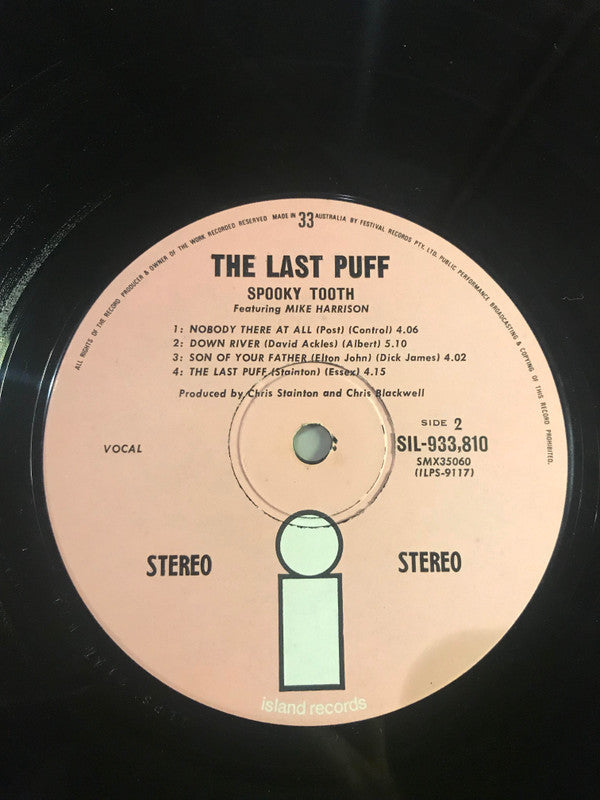 ALL RIGHTS OF THE RECORD PRODUCER & OWNER OF THE WORK RECORDED RESERVED MADE IN 33 AUSTRALIA BY FESTIVAL RECORDS PTY. LTD. PUBLIC PERFORMANCE BROADCASTING & COPYING OF THIS RECORD PROHIBITED.
THE LAST PUFF
SPOOKY TOOTH
Featuring MIKE HARRISON
1: NOBODY THERE AT ALL (Post) (Control) 4.06
2: DOWN RIVER (David Ackles) (Albert) 5.10
3: SON OF YOUR FATHER (Elton John) (Dick James) 4.02
4: THE LAST PUFF (Stainton) (Essex) 4.15
Produced by Chris Stainton and Chris Blackwell
SIDE 2
VOCAL
SIL-933,810
SMX35060
(ILPS-9117)
STEREO
STEREO
island records